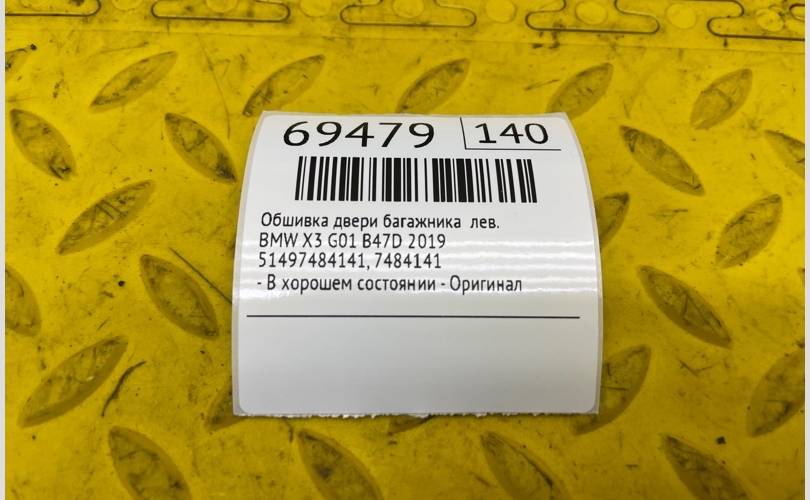 69479 140
Обшивка двери багажника лев.
BMW X3 G01 B47D 2019
51497484141, 7484141
- В хорошем состоянии - Оригинал